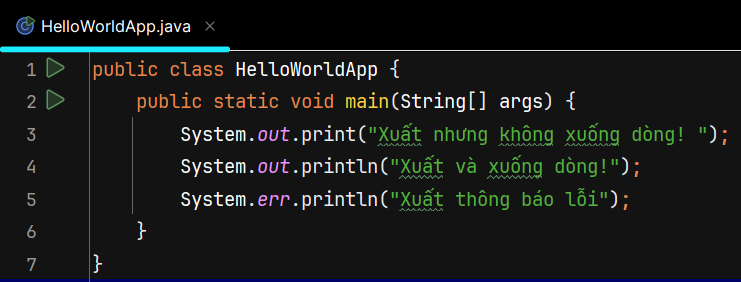 HelloWorldApp.java ×
1 public class HelloWorldApp {
2 public static void main(String[] args) {
3 System.out.print("Xuất nhưng không xuống dòng! ");
4 System.out.println("Xuất và xuống dòng!");
5 System.err.println("Xuất thông báo lỗi");
6 }
7 }